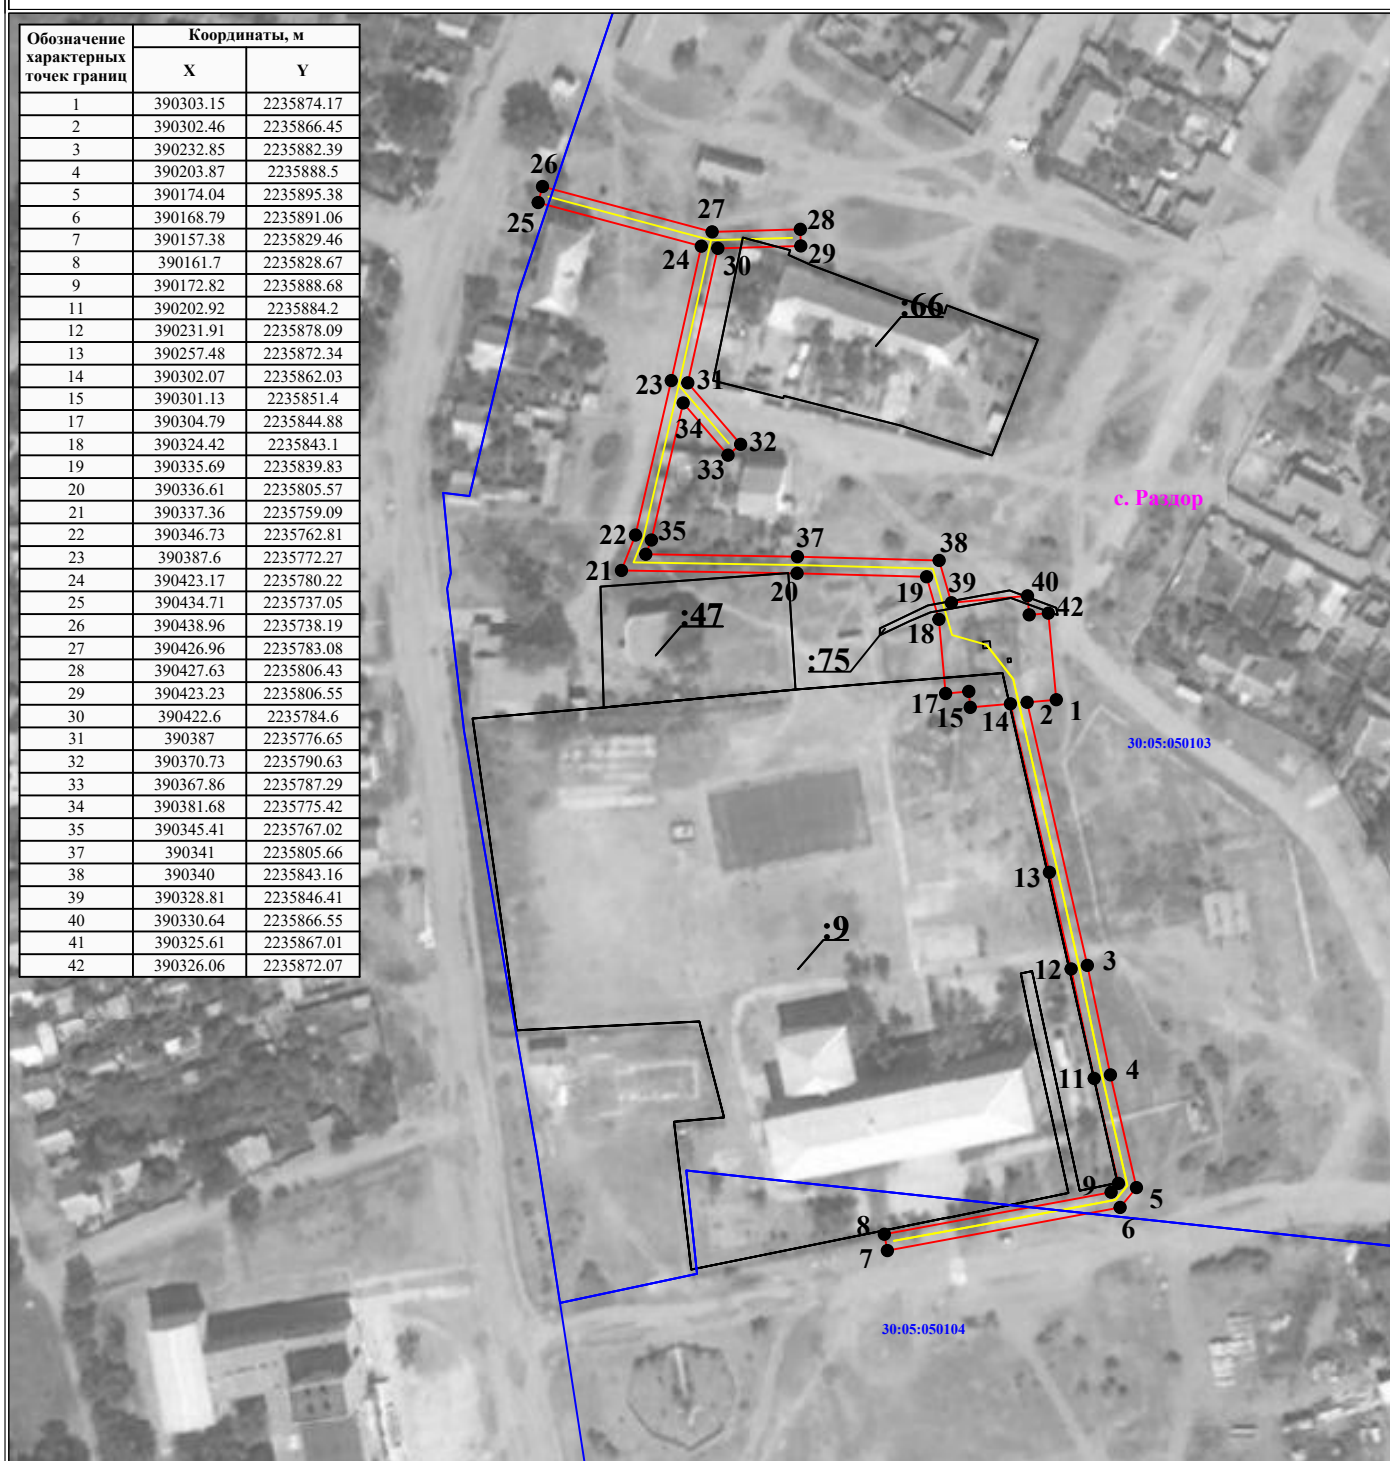 Обозначение характерных точек границ | Координаты, м
X | Y
1 | 390303.15 | 2235874.17
2 | 390302.46 | 2235866.45
3 | 390232.85 | 2235882.39
4 | 390203.87 | 2235888.5
5 | 390174.04 | 2235895.38
6 | 390168.79 | 2235891.06
7 | 390157.38 | 2235829.46
8 | 390161.7 | 2235828.67
9 | 390172.82 | 2235888.68
11 | 390202.92 | 2235884.2
12 | 390231.91 | 2235878.09
13 | 390257.48 | 2235872.34
14 | 390302.07 | 2235862.03
15 | 390301.13 | 2235851.4
17 | 390304.79 | 2235844.88
18 | 390324.42 | 2235843.1
19 | 390335.69 | 2235839.83
20 | 390336.61 | 2235805.57
21 | 390337.36 | 2235759.09
22 | 390346.73 | 2235762.81
23 | 390387.6 | 2235772.27
24 | 390423.17 | 2235780.22
25 | 390434.71 | 2235737.05
26 | 390438.96 | 2235738.19
27 | 390426.96 | 2235783.08
28 | 390427.63 | 2235806.43
29 | 390423.23 | 2235806.55
30 | 390422.6 | 2235784.6
31 | 390387 | 2235776.65
32 | 390370.73 | 2235790.63
33 | 390367.86 | 2235787.29
34 | 390381.68 | 2235775.42
35 | 390345.41 | 2235767.02
37 | 390341 | 2235805.66
38 | 390340 | 2235843.16
39 | 390328.81 | 2235846.41
40 | 390330.64 | 2235866.55
41 | 390325.61 | 2235867.01
42 | 390326.06 | 2235872.07
26
27
28
25
24
30
29
:66
23
31
34
32
33
с. Раздор
22
35
37
38
21
20
19
39
40
42
:47
18
:75
17
15
14
2
1
30:05:050103
13
:9
12
3
11
4
9
5
8
6
7
30:05:050104